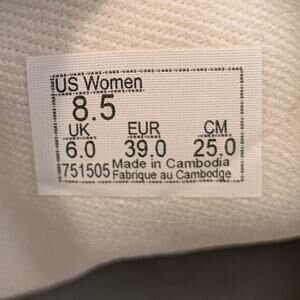 US Women
8.5
UK EUR CM
6.0 39.0 25.0
751505 Made in Cambodia
Fabrique au Cambodge